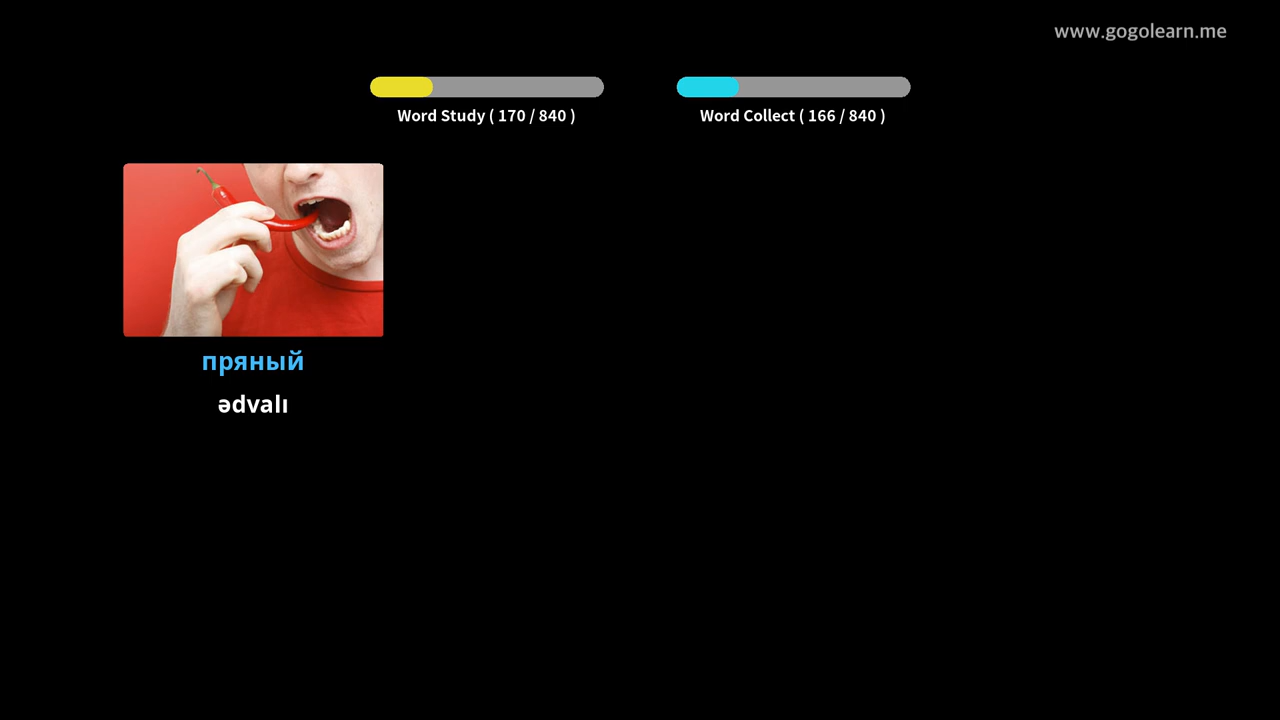 www.gogolearn.me
Word Study ( 170 / 840 )
Word Collect ( 166 / 840 )
пряный
ədvalı